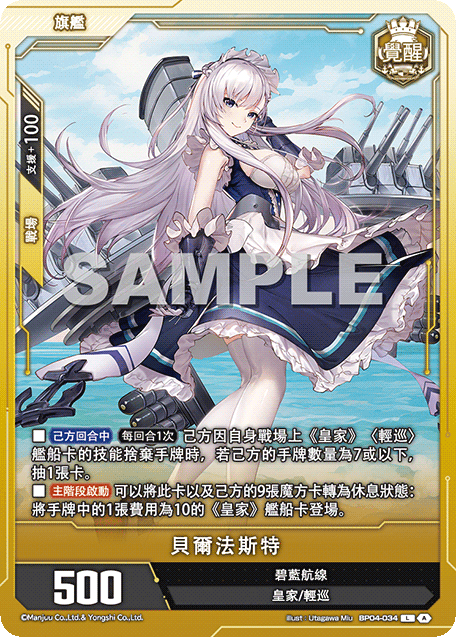 旗艦
覺醒
支援+100
戰場
SAMPLE
■ 己方回合中 每回合1次 己方因自身戰場上《皇家》〈輕巡〉
艦船卡的技能捨棄手牌時，若己方的手牌數量為7或以下，
抽1張卡。
■ 主階段啟動 可以將此卡以及己方的9張魔方卡轉為休息狀態：
將手牌中的1張費用為10的《皇家》艦船卡登場。
貝爾法斯特
500
碧藍航線
皇家/輕巡
©Manjuu Co.,Ltd. & Yongshi Co.,Ltd.
illust : Utagawa Miu BP04-034 L A